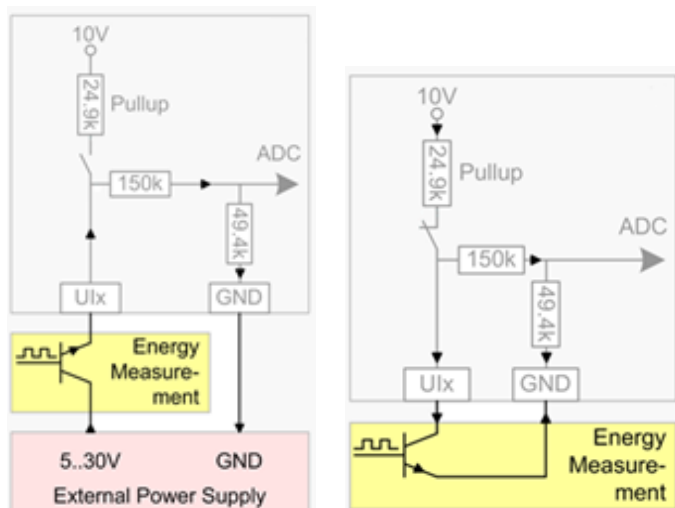 10V
24.9k
Pullup
ADC
150k
49.4k
UIx
GND
Energy
Measure-
ment
5..30V
GND
External Power Supply
10V
24.9k
Pullup
ADC
150k
49.4k
UIx
GND
Energy
Measure-
ment